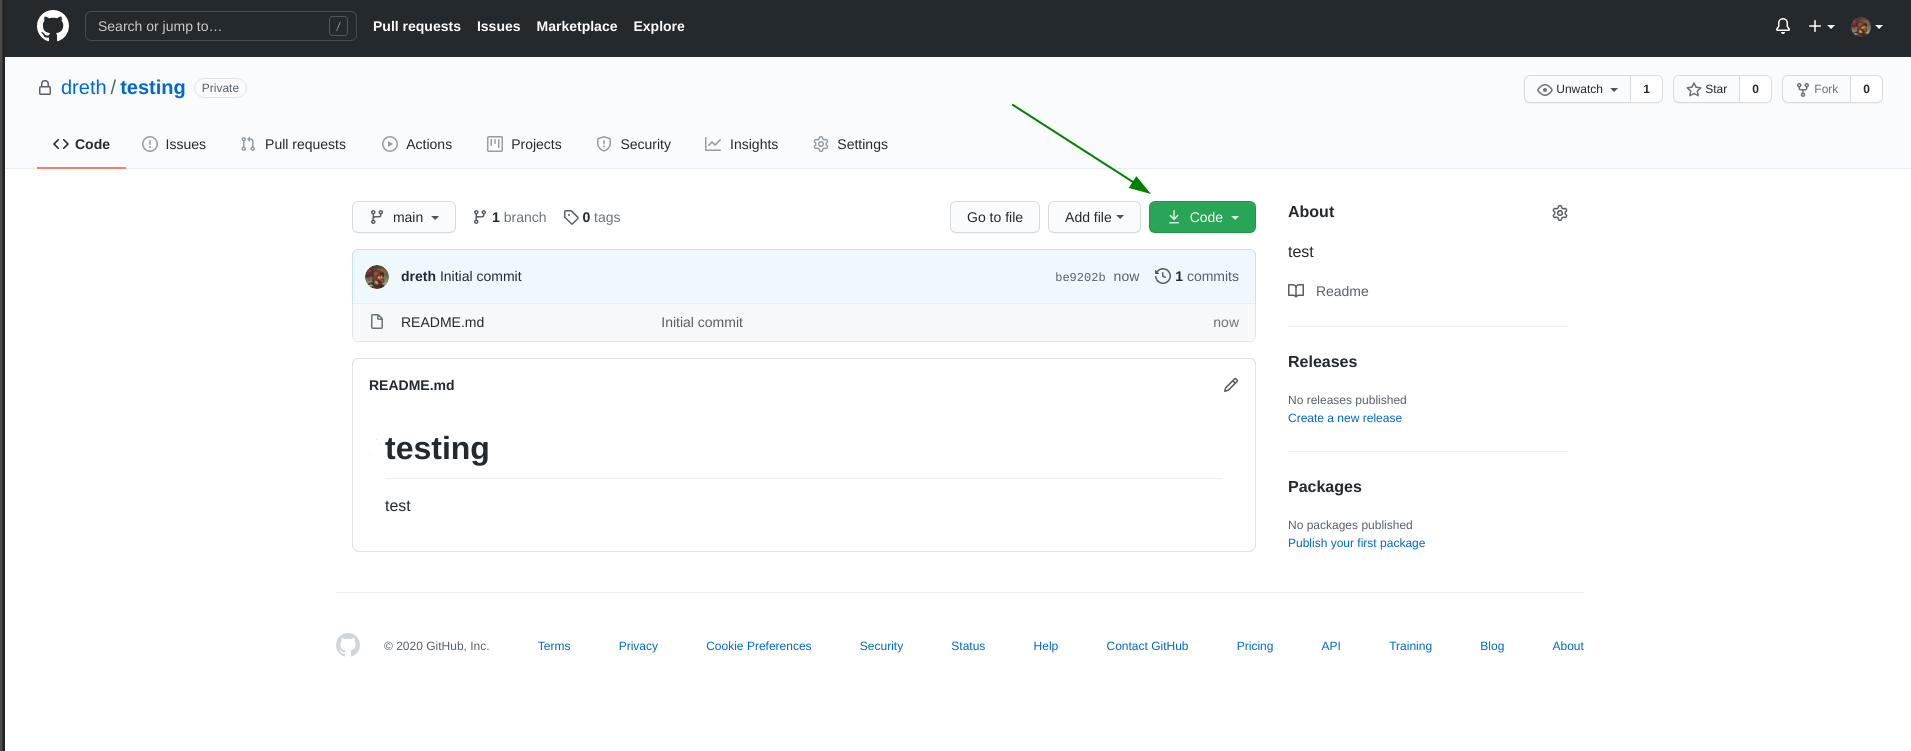 Search or jump to… / Pull requests Issues Marketplace Explore
dreth / testing Private Unwatch 1 Star 0 Fork 0
Code Issues Pull requests Actions Projects Security Insights Settings
main 1 branch 0 tags Go to file Add file Code
dreth Initial commit be9202b now 1 commits
README.md Initial commit now
README.md
testing
test
About
test
Readme
Releases
No releases published
Create a new release
Packages
No packages published
Publish your first package
© 2020 GitHub, Inc. Terms Privacy Cookie Preferences Security Status Help Contact GitHub Pricing API Training Blog About